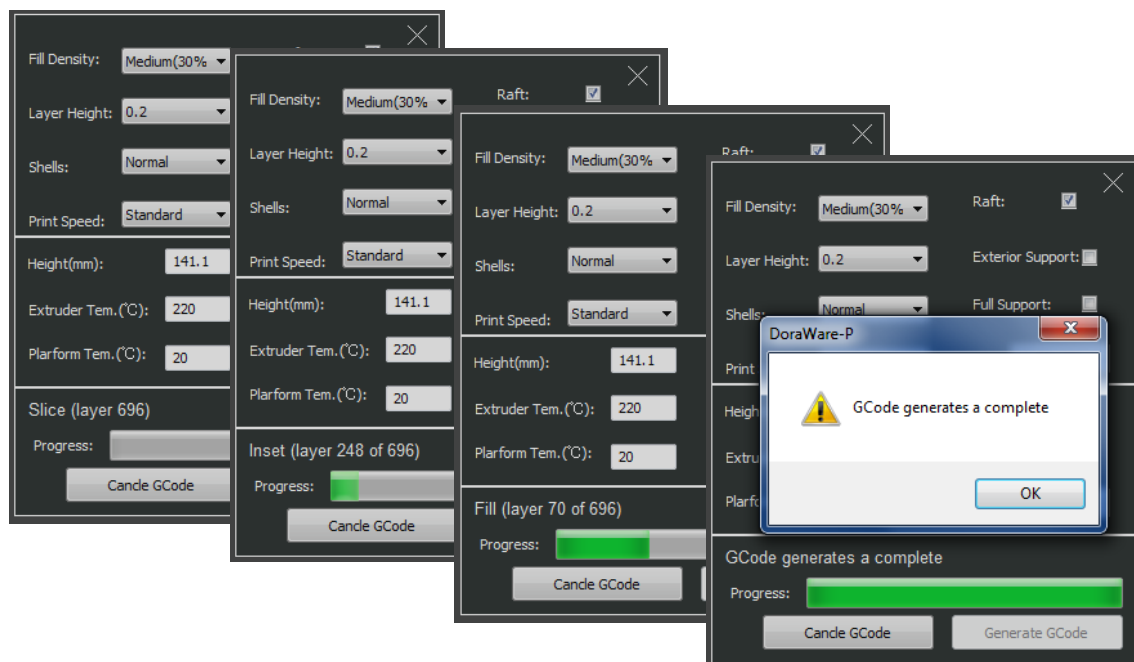 Fill Density: Medium(30%
Layer Height: 0.2
Shells: Normal
Print Speed: Standard
Height(mm): 141.1
Extruder Tem.(℃): 220
Plarform Tem.(℃): 20
Slice (layer 696)
Progress:
Cancle GCode
Fill Density: Medium(30% Raft:
Layer Height: 0.2
Shells: Normal
Print Speed: Standard
Height(mm): 141.1
Extruder Tem.(℃): 220
Plarform Tem.(℃): 20
Inset (layer 248 of 696)
Progress:
Cancle GCode
Fill Density: Medium(30% Raft:
Layer Height: 0.2
Shells: Normal
Print Speed: Standard
Height(mm): 141.1
Extruder Tem.(℃): 220
Plarform Tem.(℃): 20
Fill (layer 70 of 696)
Progress:
Cancle GCode
Fill Density: Medium(30% Raft:
Layer Height: 0.2 Exterior Support:
Shells: Normal Full Support:
Print
Heigh
Extru
Plarfo
DoraWare-P
GCode generates a complete
OK
GCode generates a complete
Progress:
Cancle GCode Generate GCode